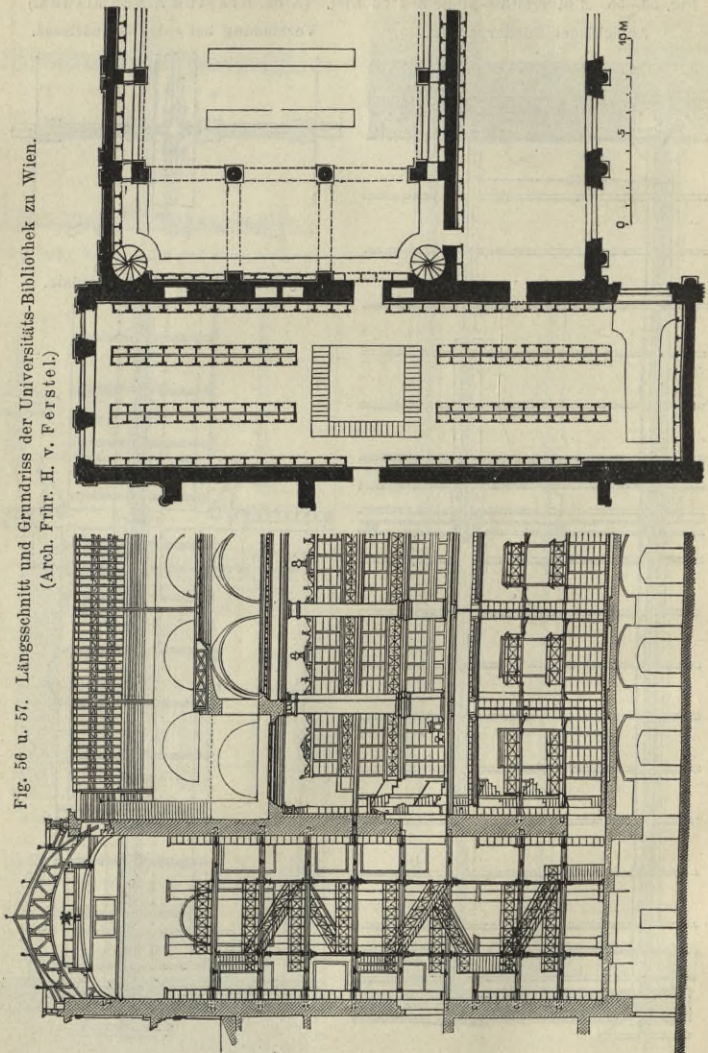 Fig. 56 u. 57. Längsschnitt und Grundriss der Universitäts-Bibliothek zu Wien.
(Arch. Frhr. H. v. Ferstel.)
0 5 10 M